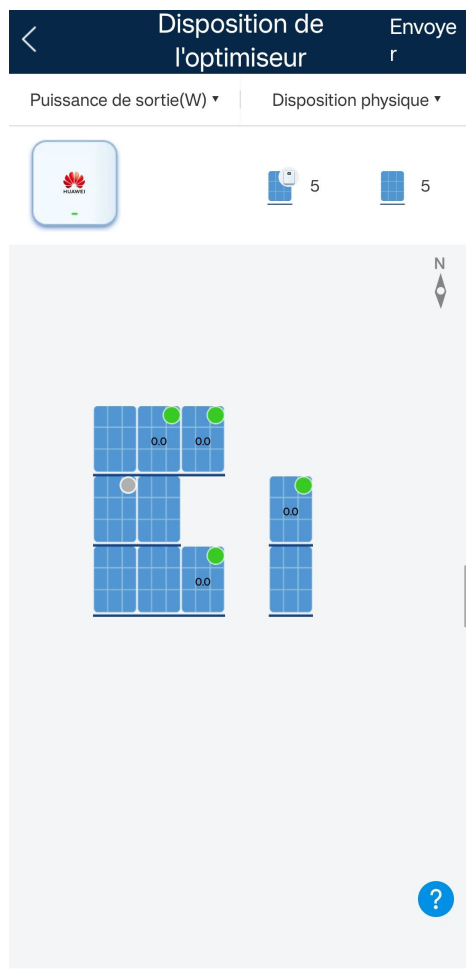 Disposition de
l'optimiseur
Envoye
r
Puissance de sortie(W) ▾
Disposition physique ▾
HUAWEI
5
5
N
0.0 0.0
0.0
0.0
?